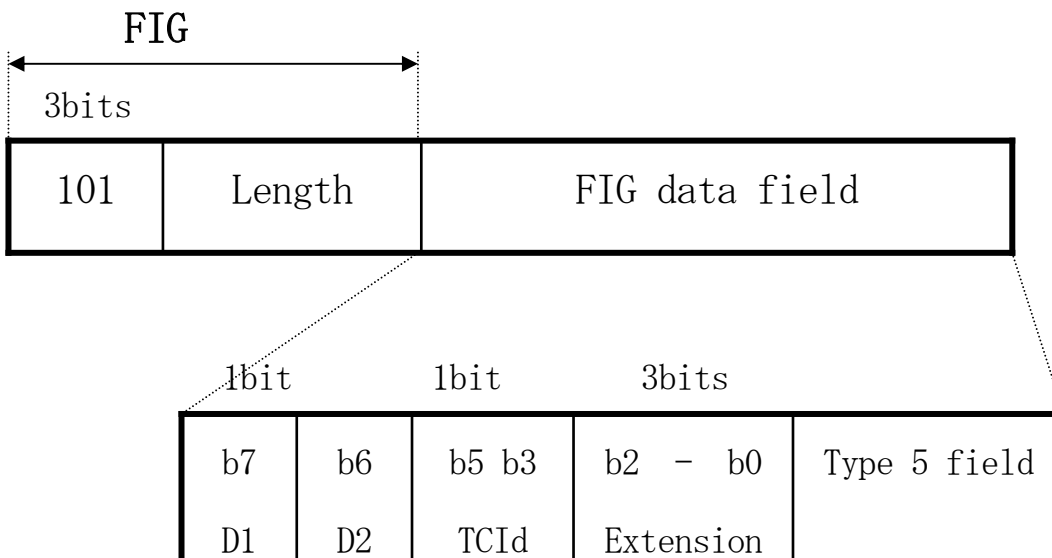 FIG
3bits
101 Length FIG data field
1bit 1bit 3bits
b7 b6 b5 b3 b2 - b0 Type 5 field
D1 D2 TCId Extension